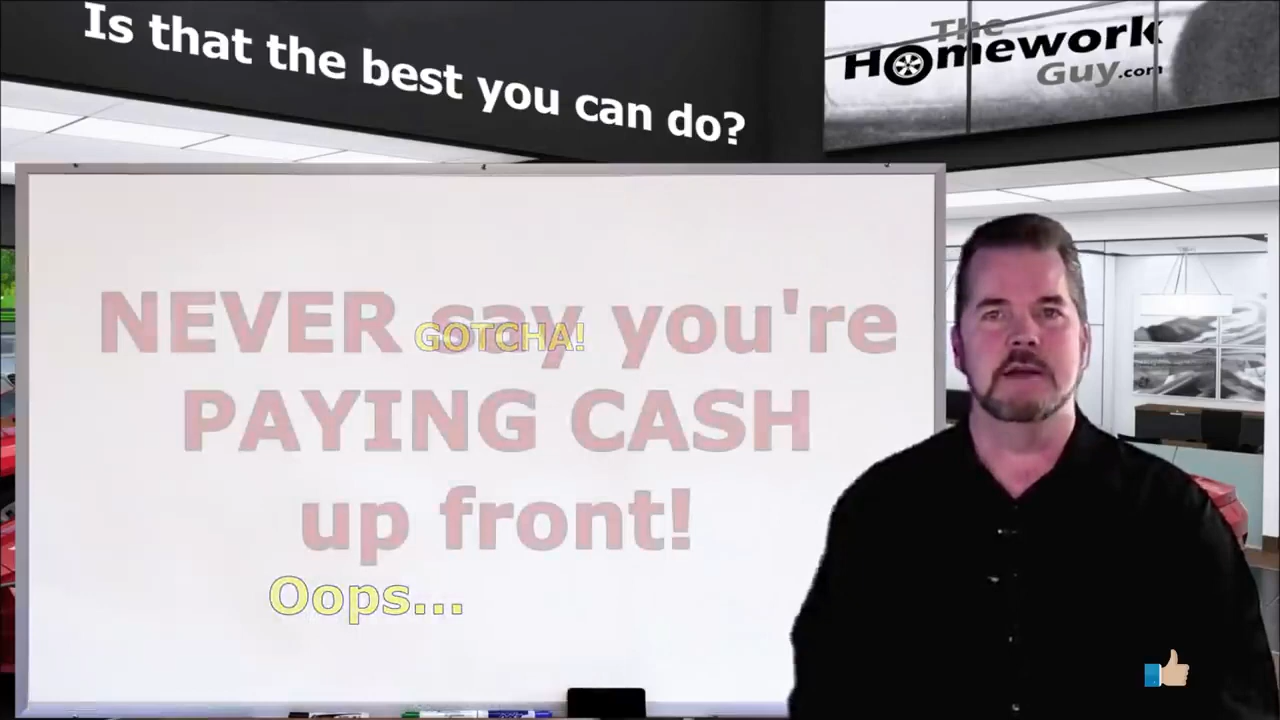 Is that the best you can do?
The
Homework
Guy.com
NEVER say you're
GOTCHA!
PAYING CASH
up front!
Oops...